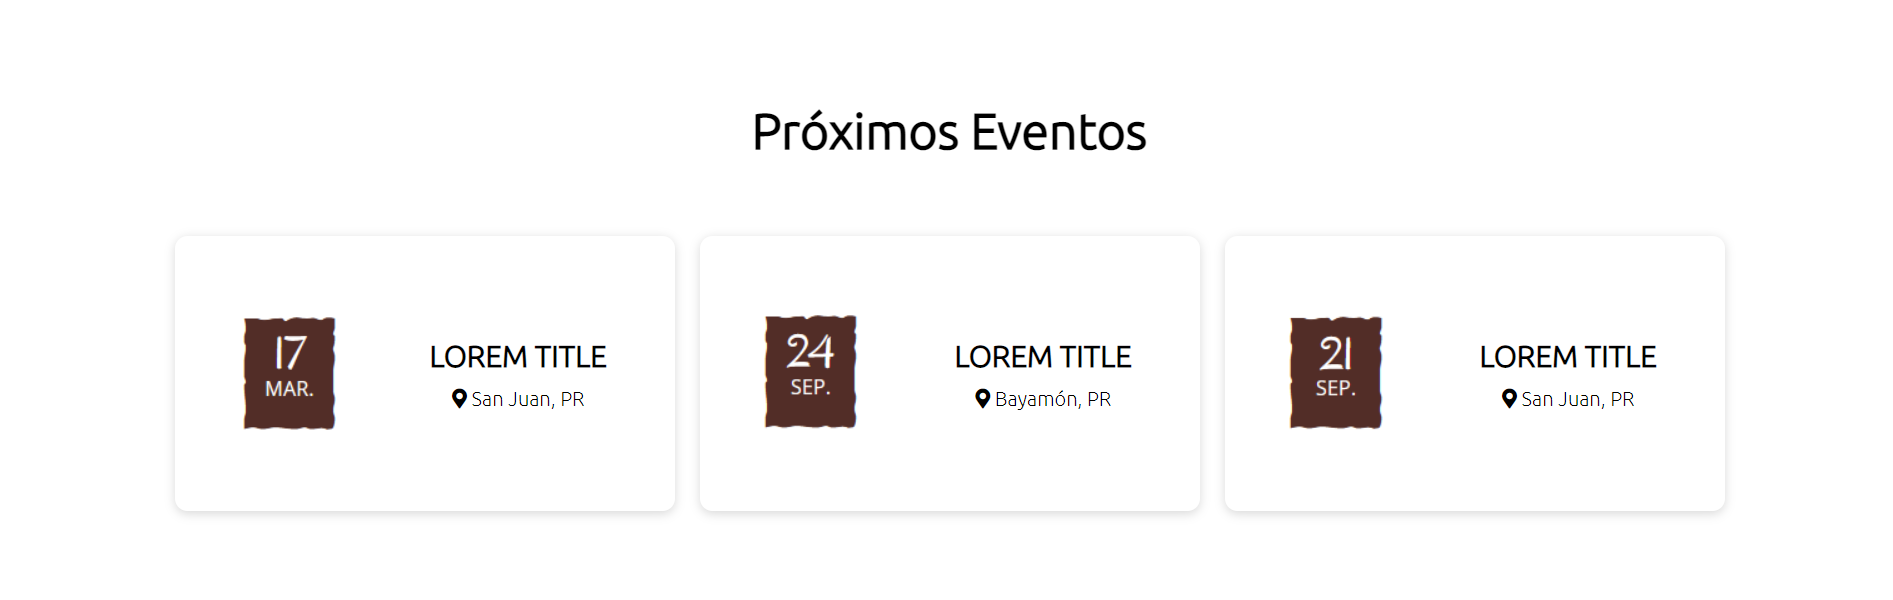 Próximos Eventos
17
MAR.
LOREM TITLE
San Juan, PR
24
SEP.
LOREM TITLE
Bayamón, PR
21
SEP.
LOREM TITLE
San Juan, PR